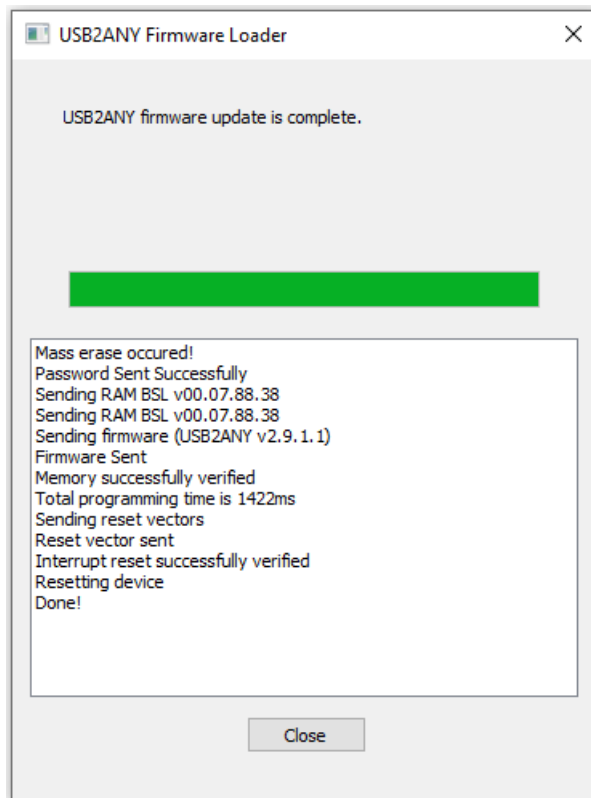 USB2ANY Firmware Loader
USB2ANY firmware update is complete.
Mass erase occured!
Password Sent Successfully
Sending RAM BSL v00.07.88.38
Sending RAM BSL v00.07.88.38
Sending firmware (USB2ANY v2.9.1.1)
Firmware Sent
Memory successfully verified
Total programming time is 1422ms
Sending reset vectors
Reset vector sent
Interrupt reset successfully verified
Resetting device
Done!
Close